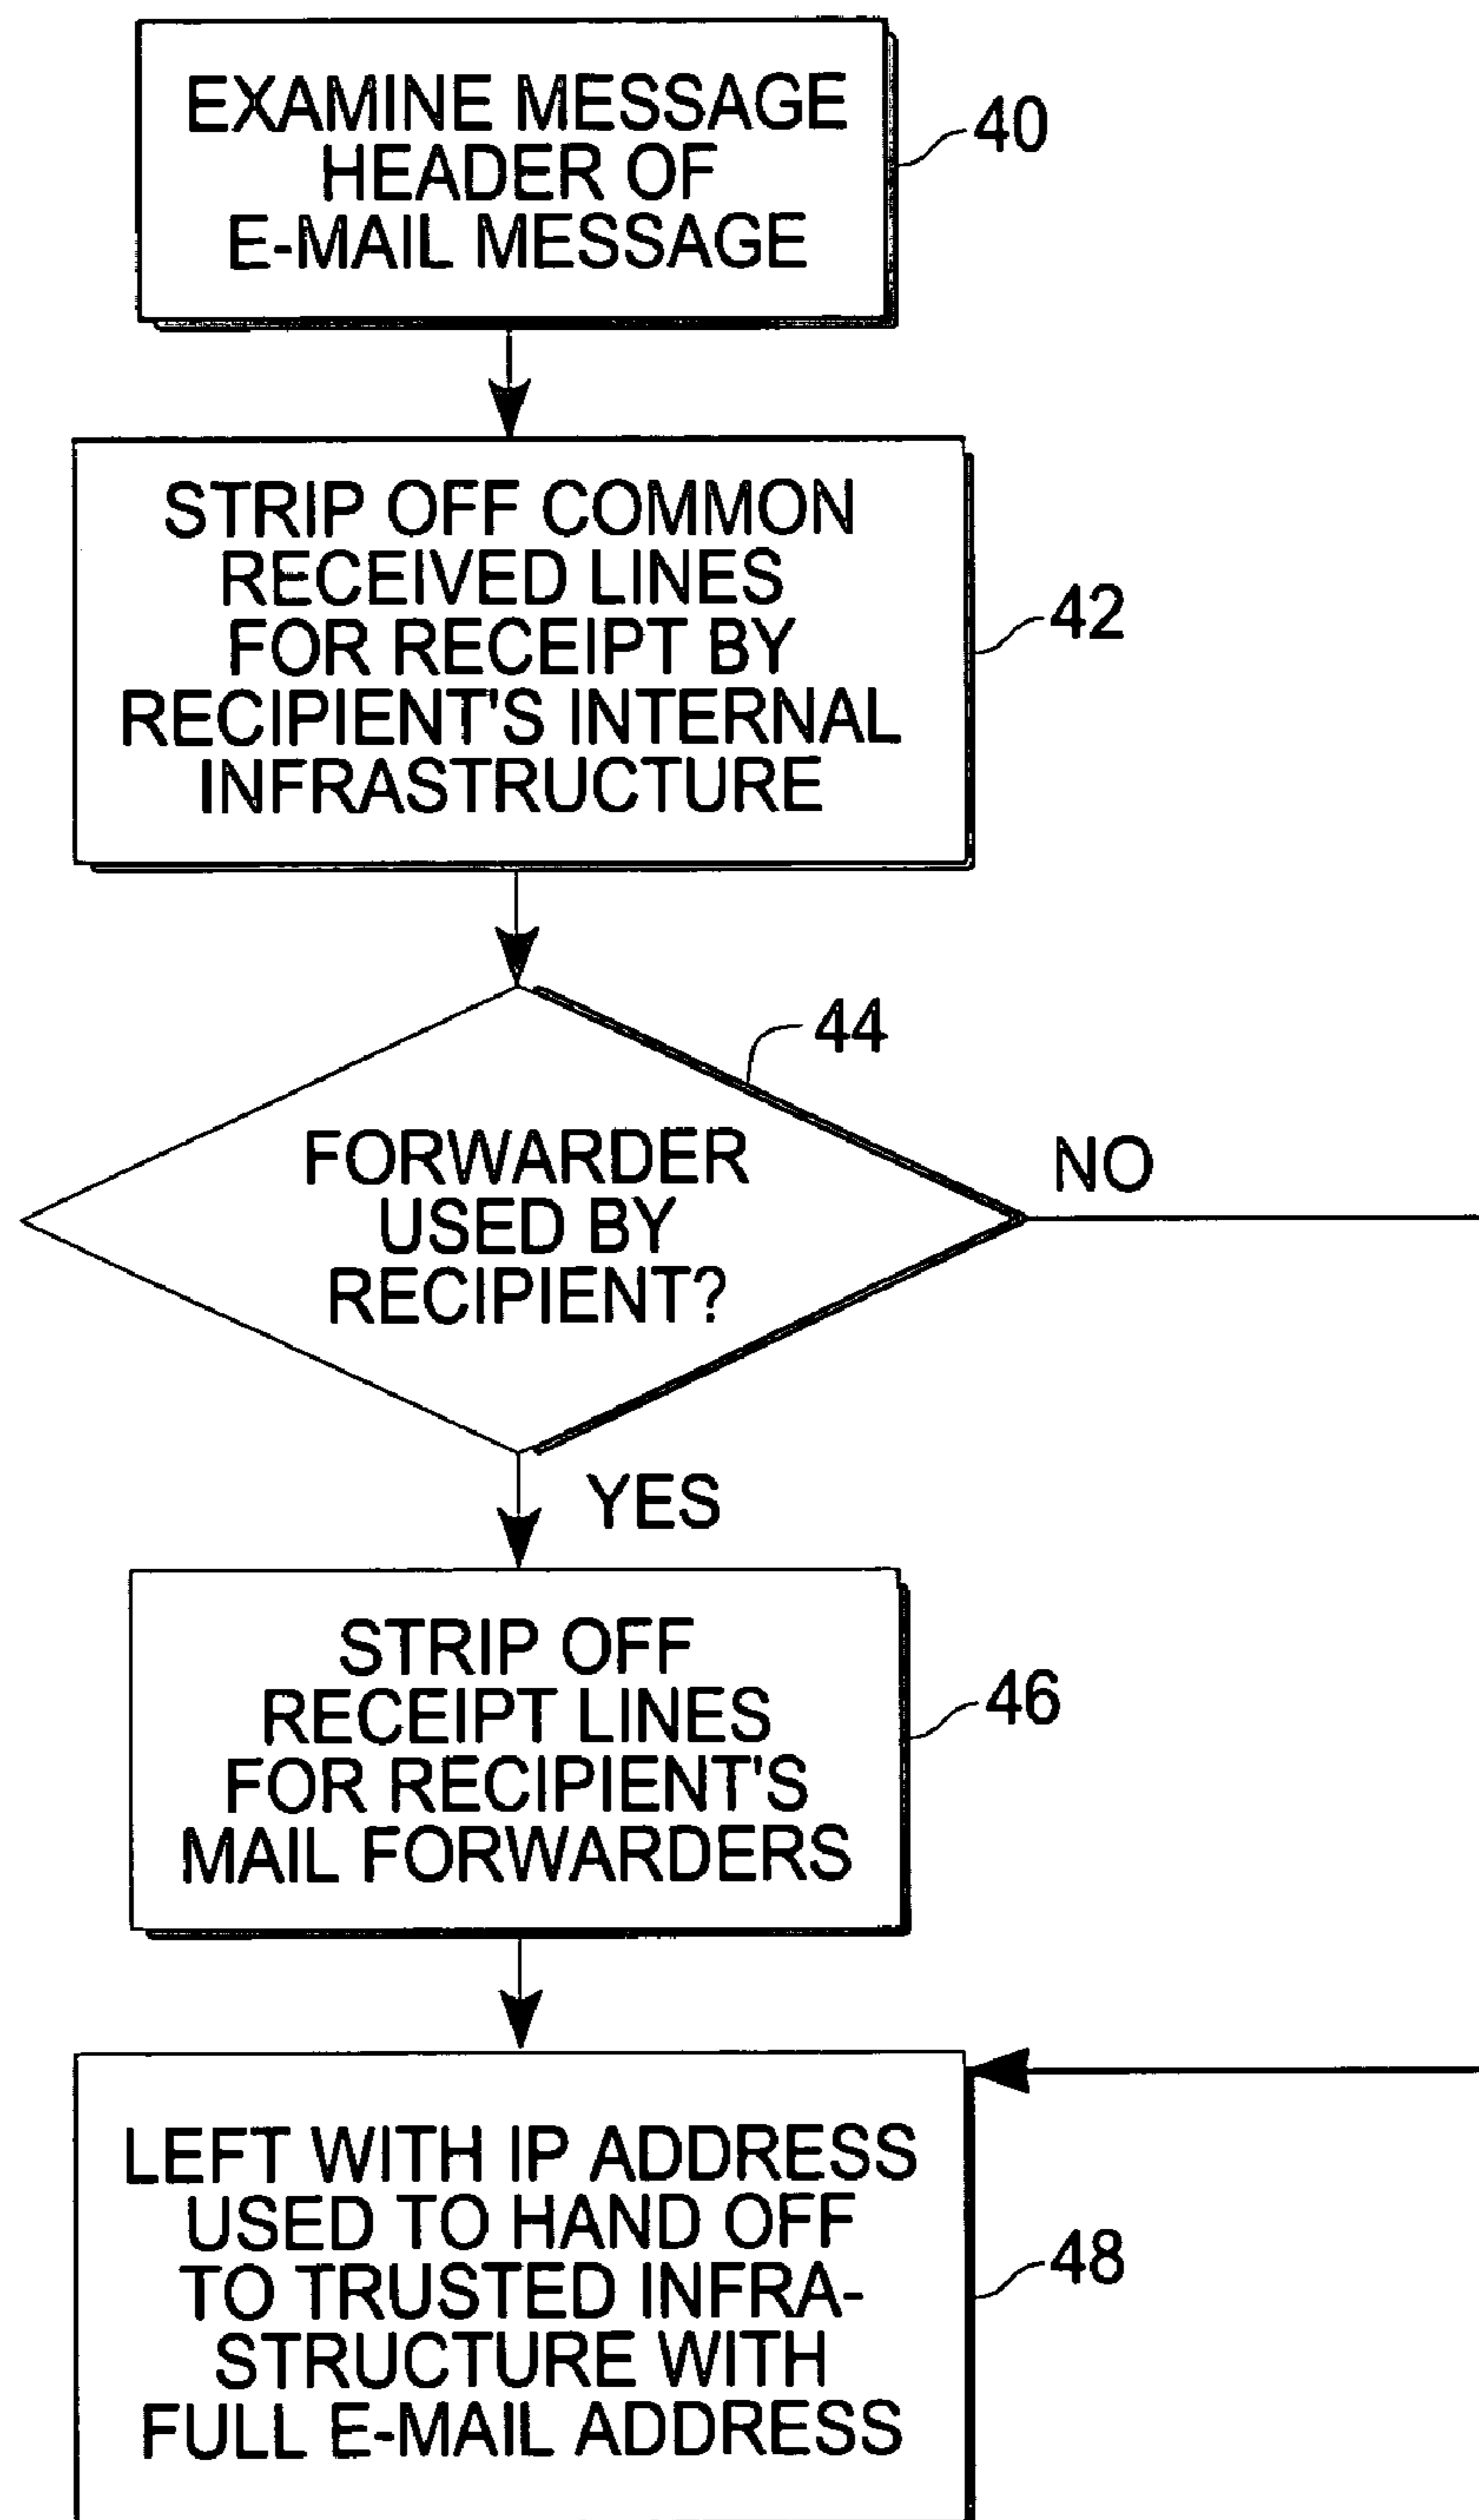 EXAMINE MESSAGE
HEADER OF
E-MAIL MESSAGE
40
STRIP OFF COMMON
RECEIVED LINES
FOR RECEIPT BY
RECIPIENT'S INTERNAL
INFRASTRUCTURE
42
44
FORWARDER
USED BY
RECIPIENT?
NO
YES
STRIP OFF
RECEIPT LINES
FOR RECIPIENT'S
MAIL FORWARDERS
46
LEFT WITH IP ADDRESS
USED TO HAND OFF
TO TRUSTED INFRA-
STRUCTURE WITH
FULL E-MAIL ADDRESS
48